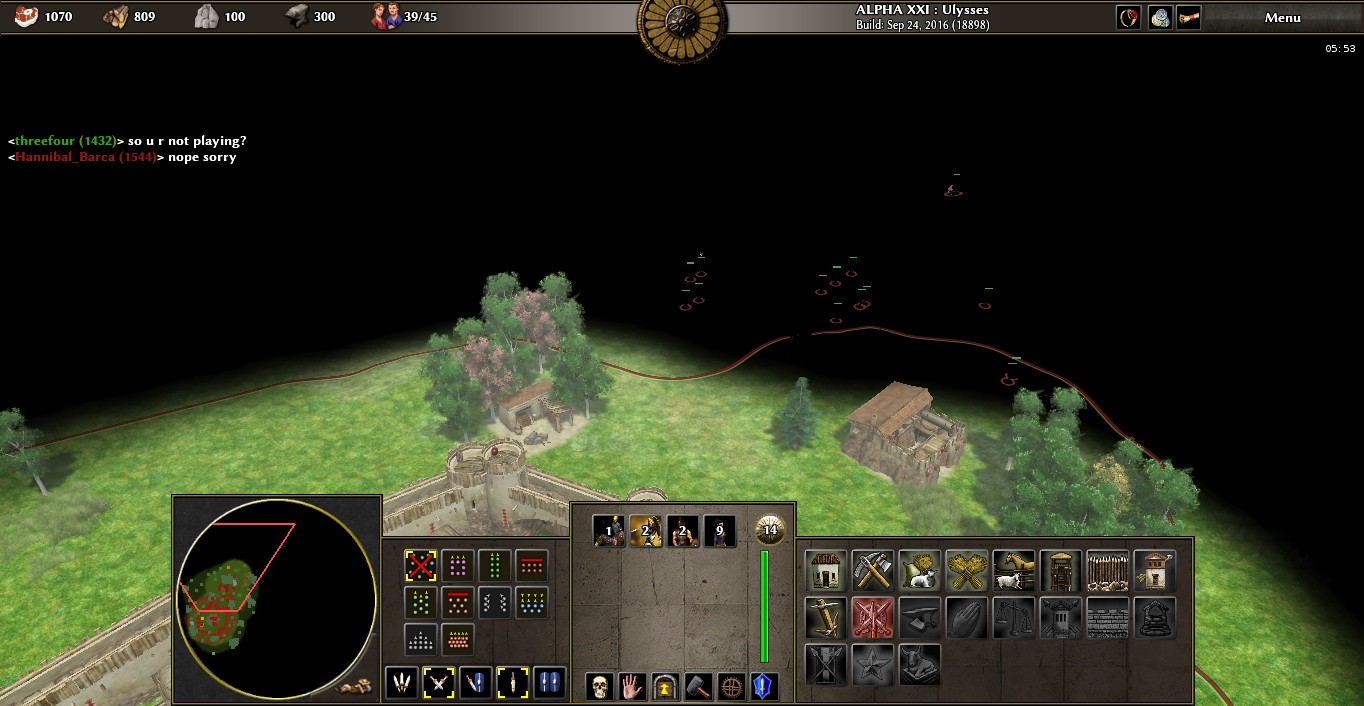 1070 809 100 300 39/45
ALPHA XXI : Ulysses
Build: Sep 24, 2016 (18898)
Menu
05:53
<threefour (1432)> so u r not playing?
<Hannibal_Barca (1544)> nope sorry
1 2 2 9 14